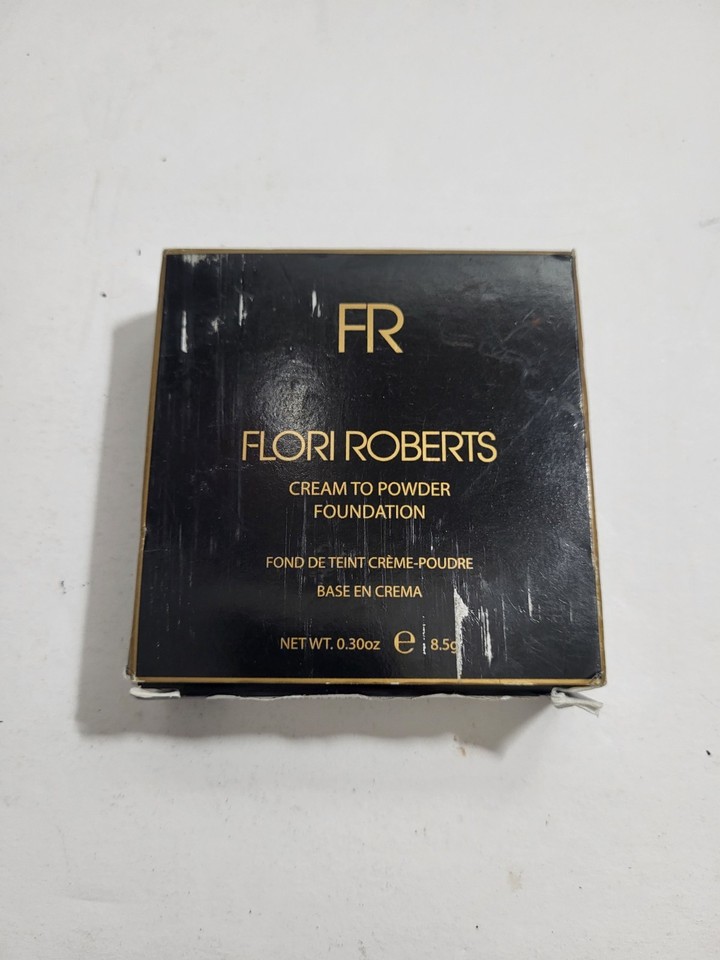 FR
FLORI ROBERTS
CREAM TO POWDER
FOUNDATION
FOND DE TEINT CRÈME-POUDRE
BASE EN CREMA
NET WT. 0.30oz e 8.5g